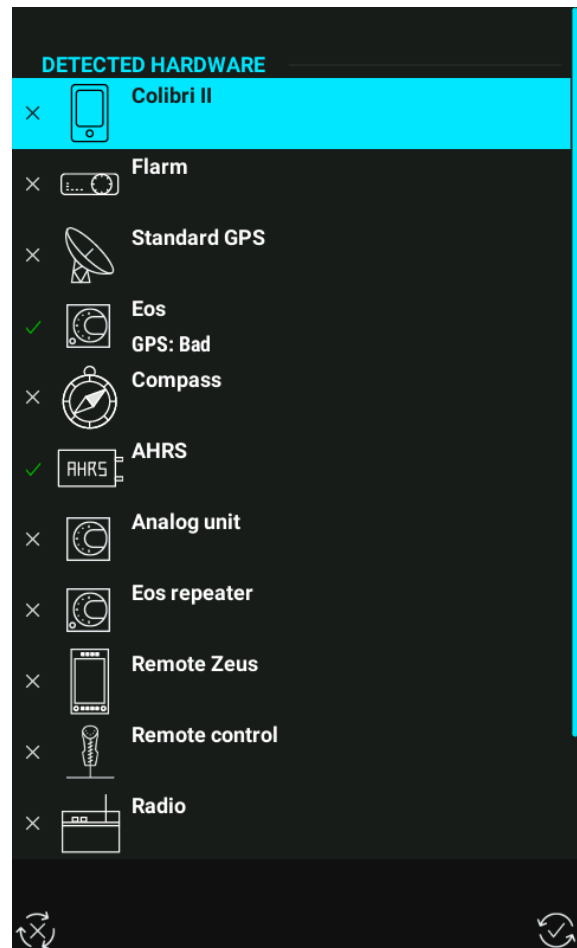 DETECTED HARDWARE
Colibri II
Flarm
Standard GPS
Eos
GPS: Bad
Compass
AHRS
AHRS
Analog unit
Eos repeater
Remote Zeus
Remote control
Radio